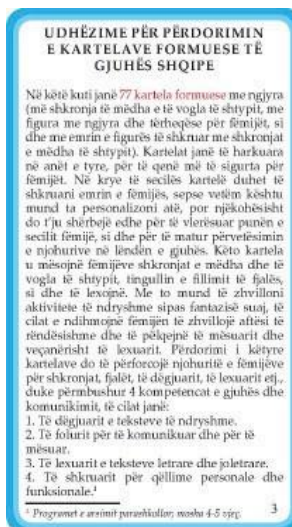 UDHËZIME PËR PËRDORIMIN
E KARTELAVE FORMUESE TË
GJUHËS SHQIPE
Në këtë kuti janë 77 kartela formuese me ngjyra
(më shkronja të mëdha e të vogla të shtypit, me
figura me ngjyra dhe tërheqëse për fëmijët, si
dhe me emrin e figurës të shkruar me shkronjat
e mëdha të shtypit). Kartelat janë të harkuara
në anët e tyre, për të qenë më të sigurta për
fëmijët. Në krye të secilës kartelë duhet të
shkruani emrin e fëmijës, sepse vetëm kështu
mund ta personalizoni atë, por njëkohësisht
do t'ju shërbejë edhe për të vlerësuar punën e
secilit fëmijë, si dhe për të matur përvetësimin
e njohurive në lëndën e gjuhës. Këto kartela
u mësojnë fëmijëve shkronjat e mëdha dhe të
vogla të shtypit, tingullin e fillimit të fjalës,
si dhe të lexojnë. Me to mund të zhvilloni
aktivitete të ndryshme sipas fantazisë suaj, të
cilat e ndihmojnë fëmijën të zhvillojë aftësi të
rëndësishme dhe të pëlqejnë të mësuarit dhe
veçanërisht të lexuarit. Përdorimi i këtyre
kartelave do të përforcojë njohuritë e fëmijëve
për shkronjat, fjalët, të dëgjuarit, të lexuarit etj.,
duke përmbushur 4 kompetencat e gjuhës dhe
komunikimit, të cilat janë:
1. Të dëgjuarit e teksteve të ndryshme.
2. Të folurit për të komunikuar dhe për të
mësuar.
3. Të lexuarit e teksteve letrare dhe joletrare.
4. Të shkruarit për qëllime personale dhe
funksionale.¹
¹ Programet e arsimit parashkollor, mosha 4-5 vjeç.
3